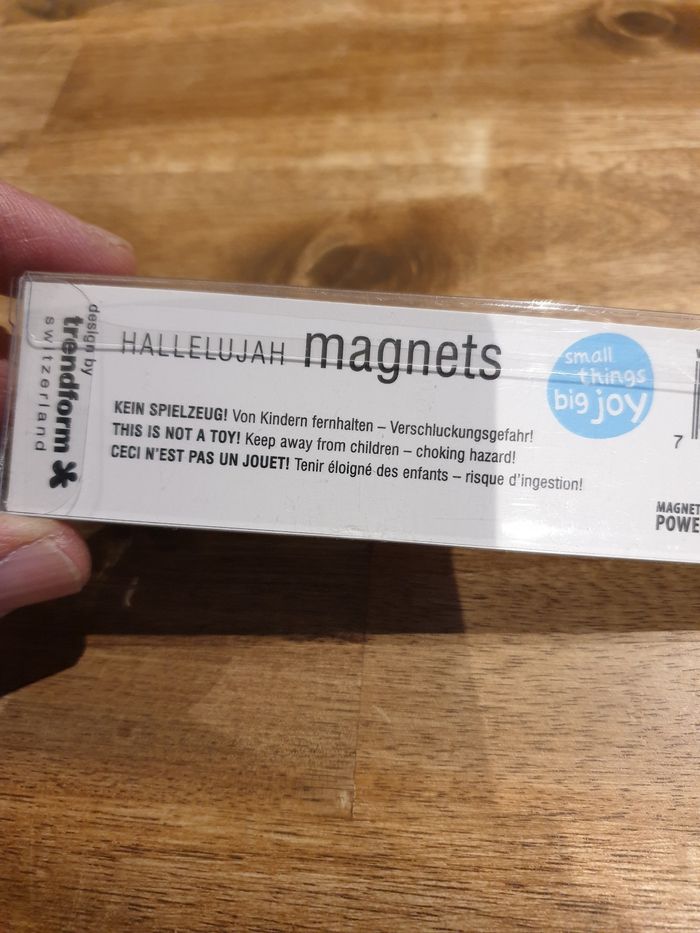 design by
trendform
switzerland
HALLELUJAH magnets
KEIN SPIELZEUG! Von Kindern fernhalten – Verschluckungsgefahr!
THIS IS NOT A TOY! Keep away from children – choking hazard!
CECI N'EST PAS UN JOUET! Tenir éloigné des enfants – risque d'ingestion!
small
things
big joy
7
MAGNET
POWE